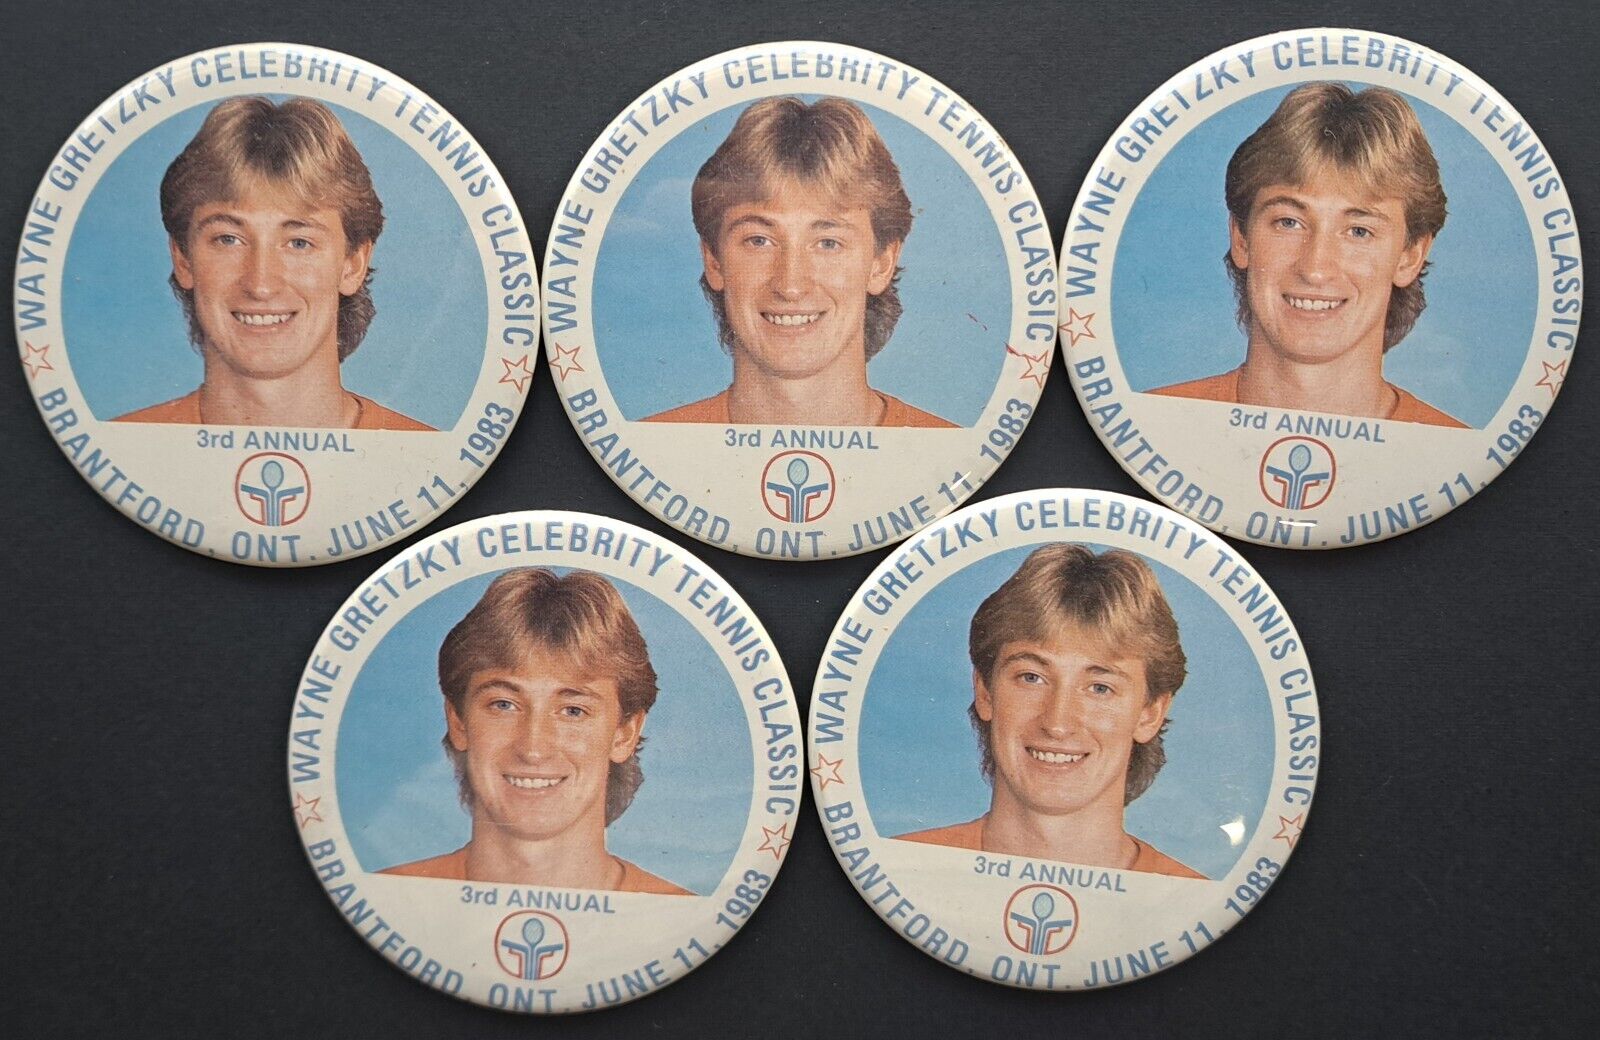 WAYNE GRETZKY CELEBRITY TENNIS CLASSIC
3rd ANNUAL
BRANTFORD, ONT. JUNE 11, 1983
WAYNE GRETZKY CELEBRITY TENNIS CLASSIC
3rd ANNUAL
BRANTFORD, ONT. JUNE 11, 1983
WAYNE GRETZKY CELEBRITY TENNIS CLASSIC
3rd ANNUAL
BRANTFORD, ONT. JUNE 11, 1983
WAYNE GRETZKY CELEBRITY TENNIS CLASSIC
3rd ANNUAL
BRANTFORD, ONT. JUNE 11, 1983
WAYNE GRETZKY CELEBRITY TENNIS CLASSIC
3rd ANNUAL
BRANTFORD, ONT. JUNE 11, 1983